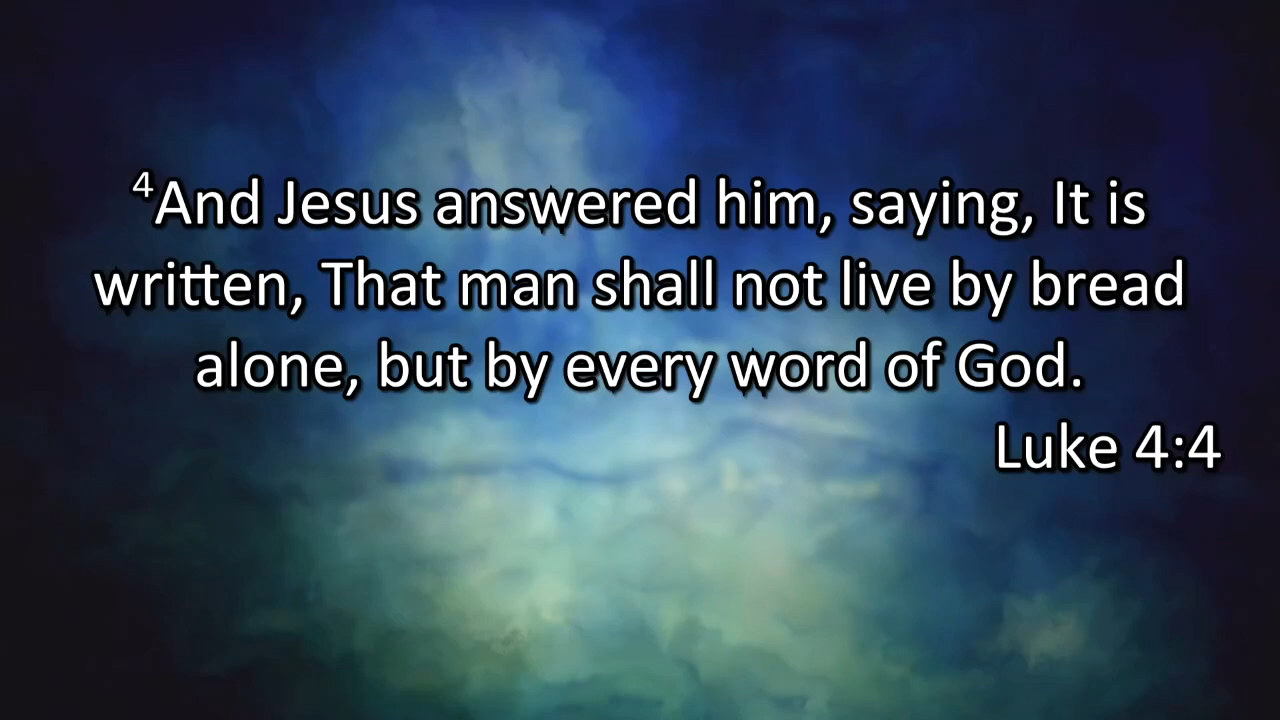 ⁴And Jesus answered him, saying, It is
written, That man shall not live by bread
alone, but by every word of God.
Luke 4:4